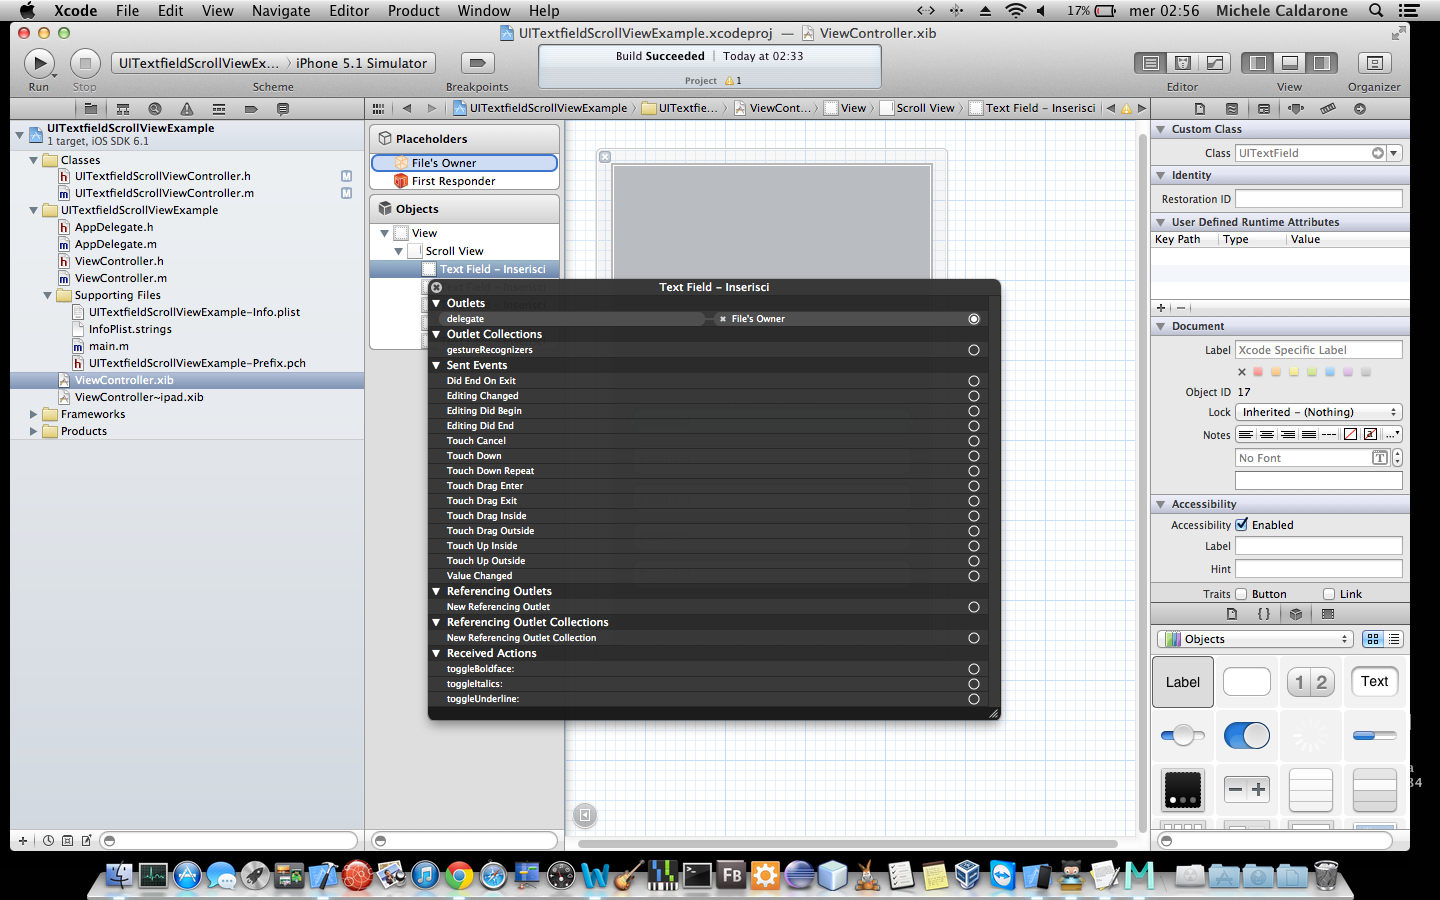 Xcode File Edit View Navigate Editor Product Window Help 17% mer 02:56 Michele Caldarone
UITextfieldScrollViewExample.xcodeproj — ViewController.xib
UITextfieldScrollViewEx... iPhone 5.1 Simulator
Build Succeeded | Today at 02:33
Project 1
Run Stop Scheme Breakpoints Editor View Organizer
UITextfieldScrollViewExample UITextfie... ViewCont... View Scroll View Text Field – Inserisci
UITextfieldScrollViewExample
1 target, iOS SDK 6.1
Classes
UITextfieldScrollViewController.h M
UITextfieldScrollViewController.m M
UITextfieldScrollViewExample
AppDelegate.h
AppDelegate.m
ViewController.h
ViewController.m
Supporting Files
UITextfieldScrollViewExample-Info.plist
InfoPlist.strings
main.m
UITextfieldScrollViewExample-Prefix.pch
ViewController.xib
ViewController~ipad.xib
Frameworks
Products
Placeholders
File's Owner
First Responder
Objects
View
Scroll View
Text Field – Inserisci
Text Field – Inserisci
Outlets
delegate File's Owner
Outlet Collections
gestureRecognizers
Sent Events
Did End On Exit
Editing Changed
Editing Did Begin
Editing Did End
Touch Cancel
Touch Down
Touch Down Repeat
Touch Drag Enter
Touch Drag Exit
Touch Drag Inside
Touch Drag Outside
Touch Up Inside
Touch Up Outside
Value Changed
Referencing Outlets
New Referencing Outlet
Referencing Outlet Collections
New Referencing Outlet Collection
Received Actions
toggleBoldface:
toggleItalics:
toggleUnderline:
Custom Class
Class UITextField
Identity
Restoration ID
User Defined Runtime Attributes
Key Path Type Value
Document
Label Xcode Specific Label
Object ID 17
Lock Inherited – (Nothing)
Notes
No Font T
Accessibility
Accessibility Enabled
Label
Hint
Traits Button Link
Objects
Label 1 2 Text
a
34
FB